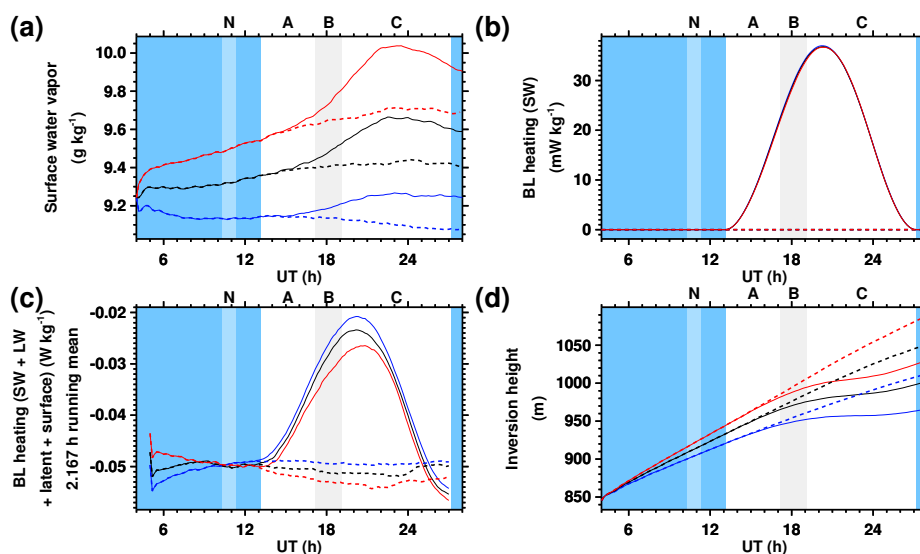 (a)
N A B C
Surface water vapor
(g kg-1)
10.0
9.8
9.6
9.4
9.2
6 12 18 24
UT (h)
(b)
N A B C
BL heating (SW)
(mW kg-1)
30
20
10
0
6 12 18 24
UT (h)
(c)
N A B C
BL heating (SW + LW
+ latent + surface) (W kg-1)
2.167 h running mean
-0.02
-0.03
-0.04
-0.05
6 12 18 24
UT (h)
(d)
N A B C
Inversion height
(m)
1050
1000
950
900
850
6 12 18 24
UT (h)